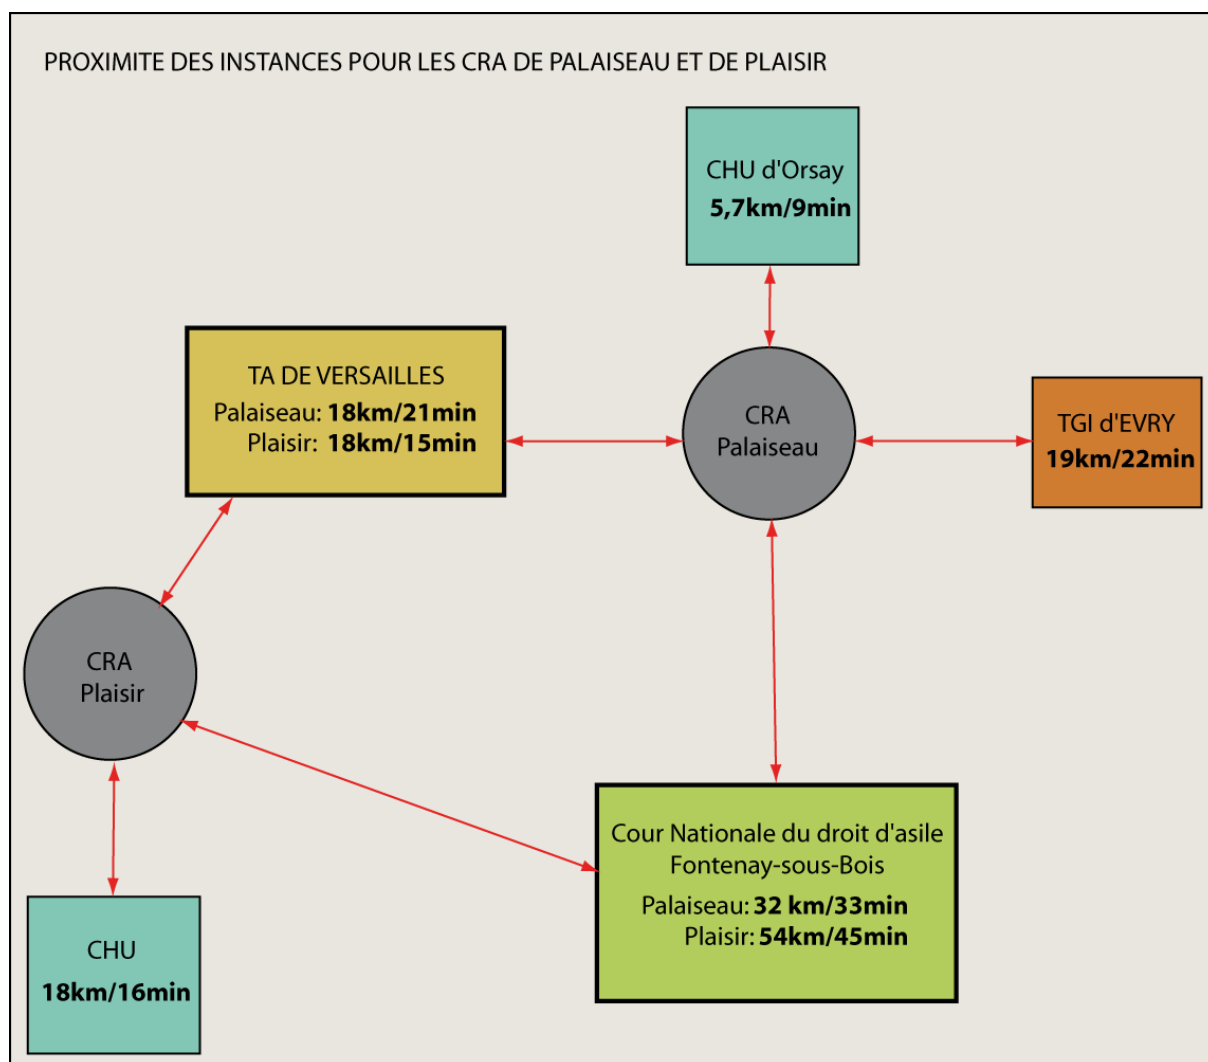 PROXIMITE DES INSTANCES POUR LES CRA DE PALAISEAU ET DE PLAISIR
CHU d'Orsay
5,7km/9min
TA DE VERSAILLES
Palaiseau: 18km/21min
Plaisir: 18km/15min
CRA
Palaiseau
TGI d'EVRY
19km/22min
CRA
Plaisir
Cour Nationale du droit d'asile
Fontenay-sous-Bois
Palaiseau: 32 km/33min
Plaisir: 54km/45min
CHU
18km/16min